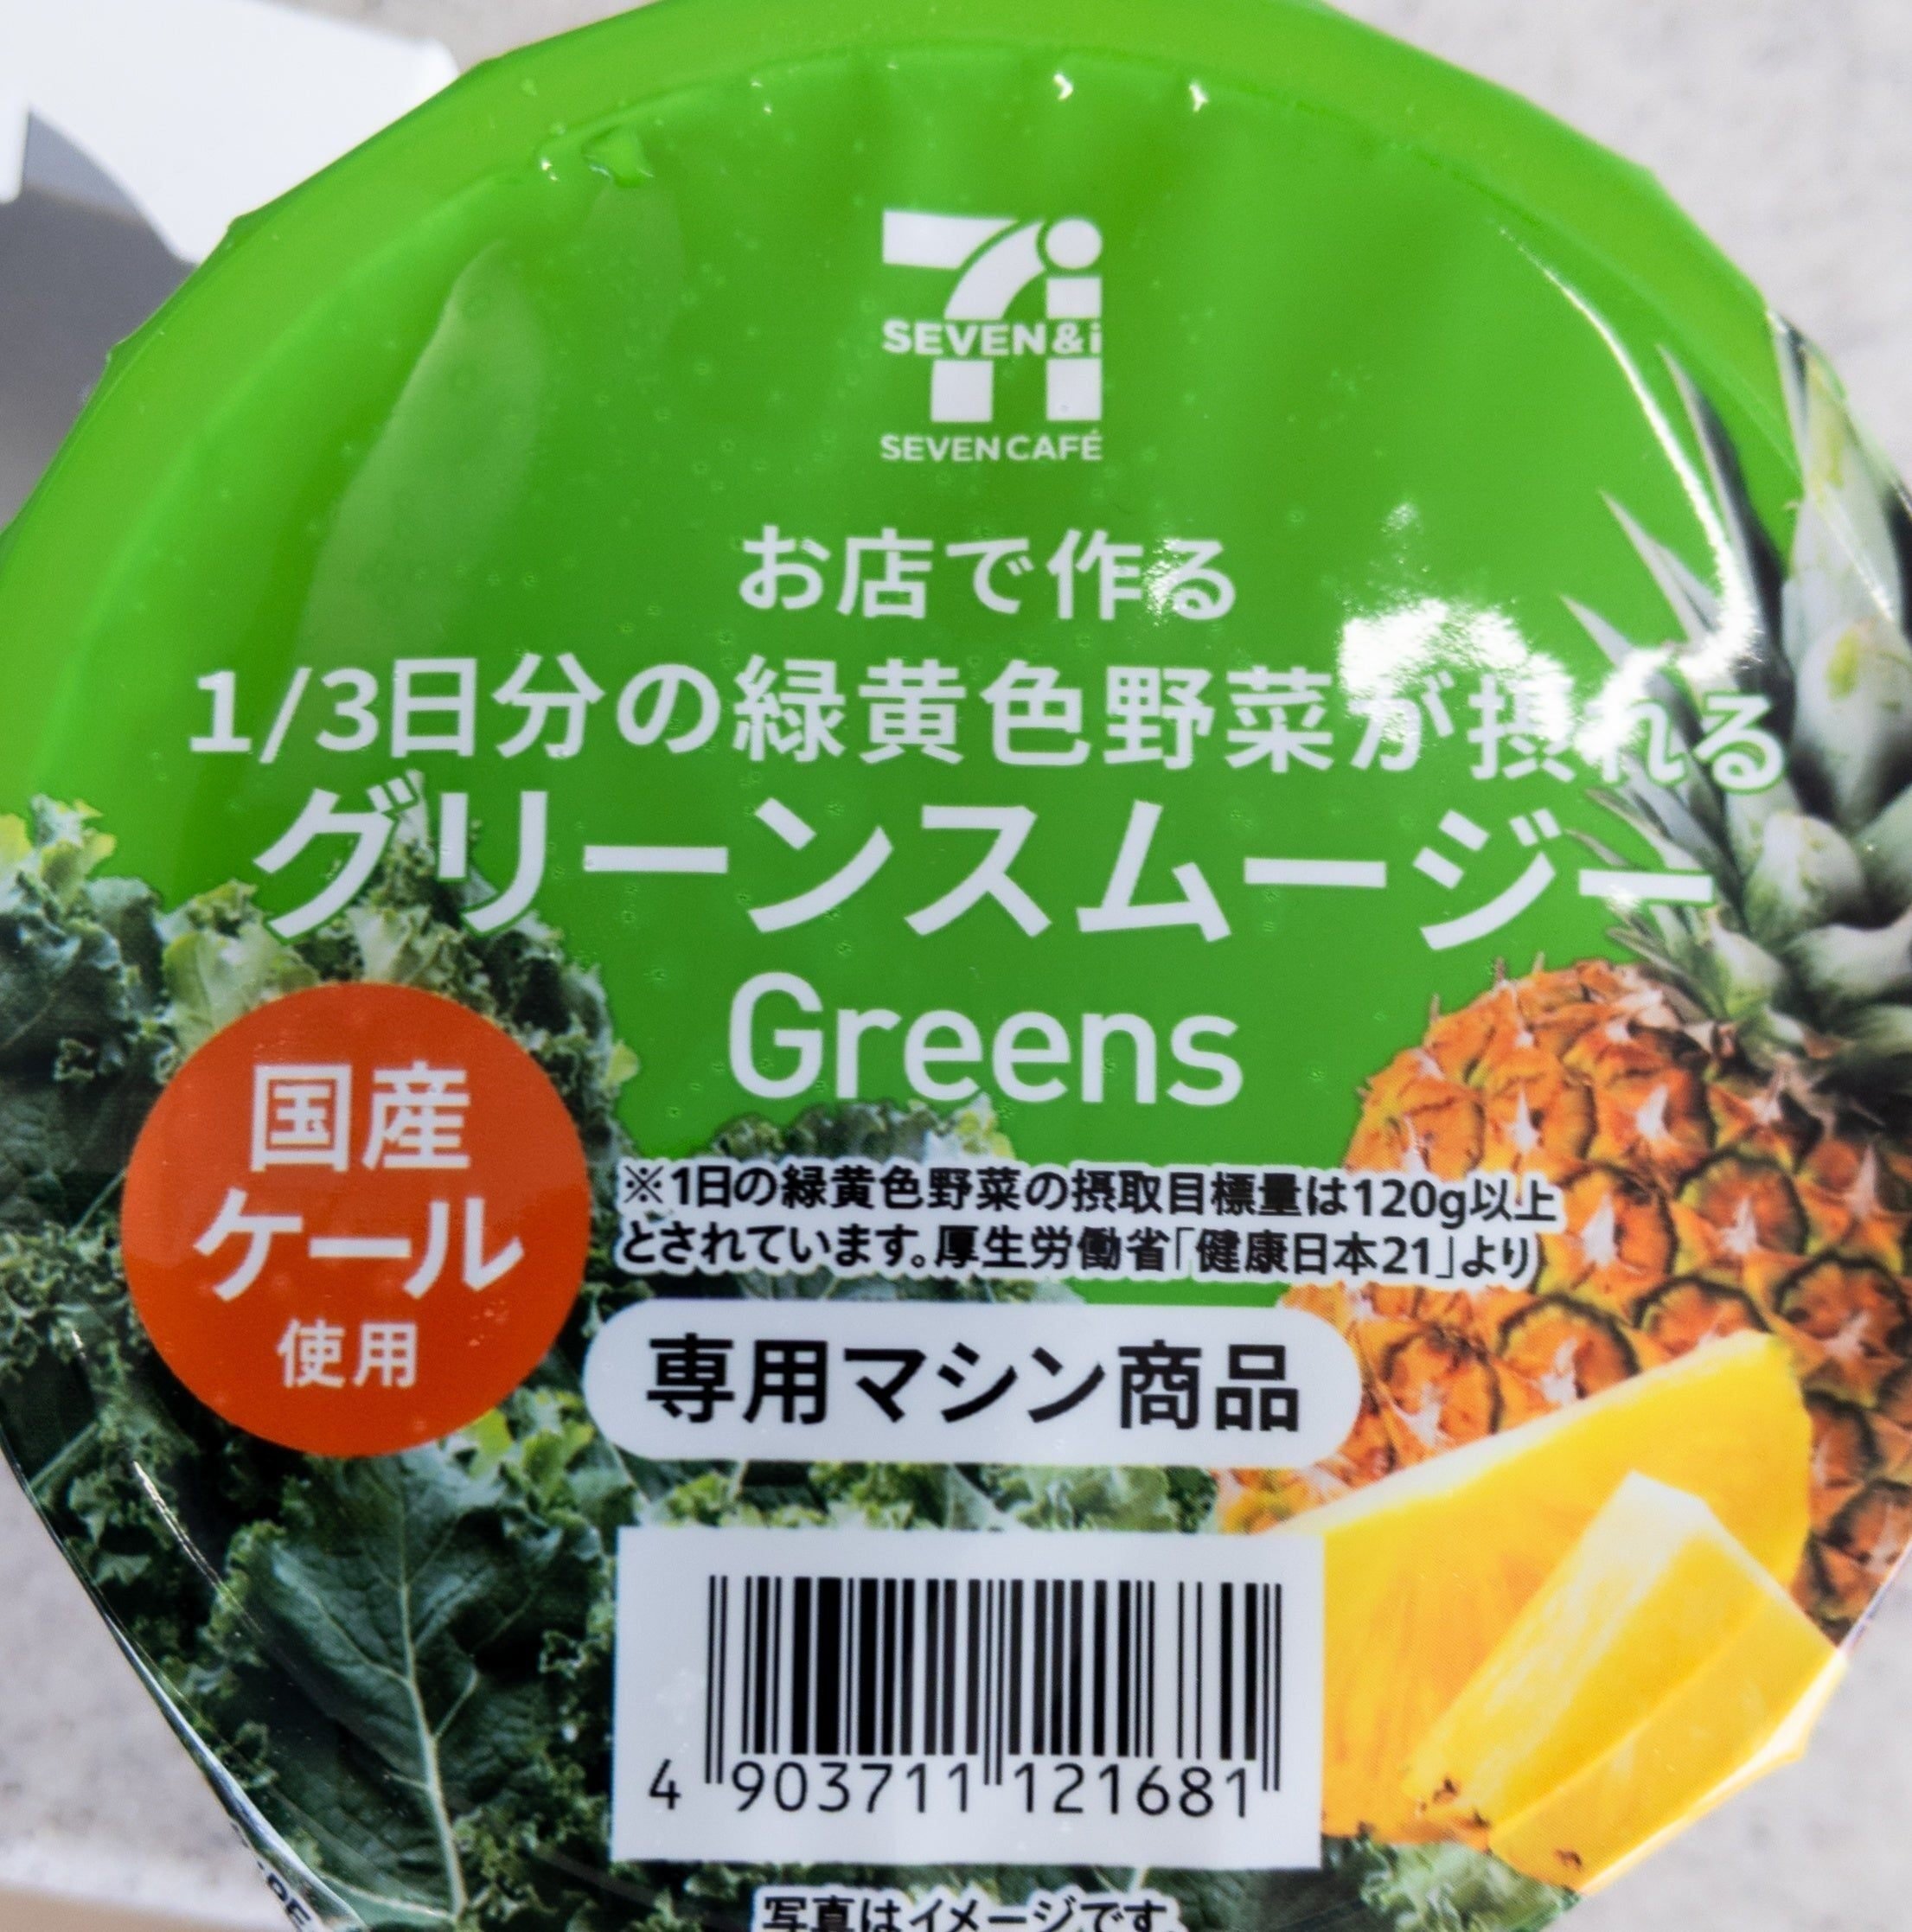 SEVEN&i
SEVEN CAFÉ
お店で作る
1/3日分の緑黄色野菜が摂れる
グリーンスムージー
Greens
国産
ケール
使用
※1日の緑黄色野菜の摂取目標量は120g以上
とされています。厚生労働省「健康日本21」より
専用マシン商品
4 903711 121681
写真はイメージです。